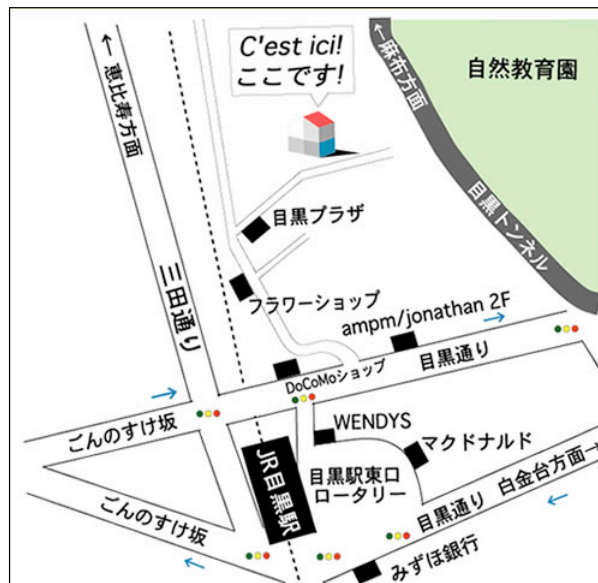 C'est ici!
ここです!
←麻布方面
自然教育園
←恵比寿方面
目黒トンネル
目黒プラザ
三田通り
フラワーショップ
ampm/jonathan 2F
目黒通り
DoCoMoショップ
ごんのすけ坂
WENDYS
マクドナルド
JR目黒駅
目黒駅東口
ロータリー
白金台方面→
目黒通り
ごんのすけ坂
みずほ銀行